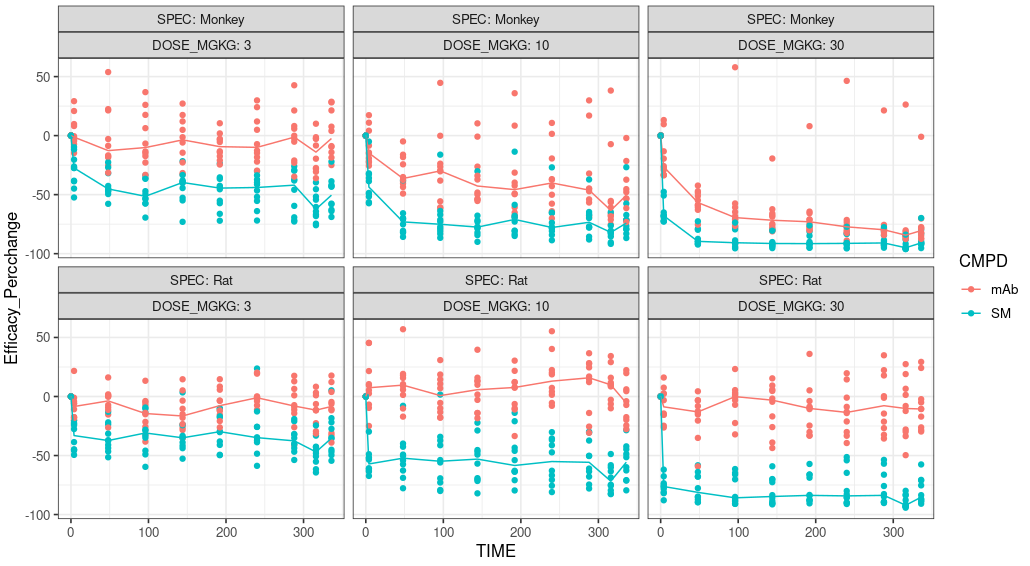 SPEC: Monkey
SPEC: Monkey
SPEC: Monkey
DOSE_MGKG: 3
DOSE_MGKG: 10
DOSE_MGKG: 30
50
0
-50
-100
SPEC: Rat
SPEC: Rat
SPEC: Rat
DOSE_MGKG: 3
DOSE_MGKG: 10
DOSE_MGKG: 30
50
0
-50
-100
0 100 200 300
0 100 200 300
0 100 200 300
TIME
Efficacy_Percchange
CMPD
mAb
SM